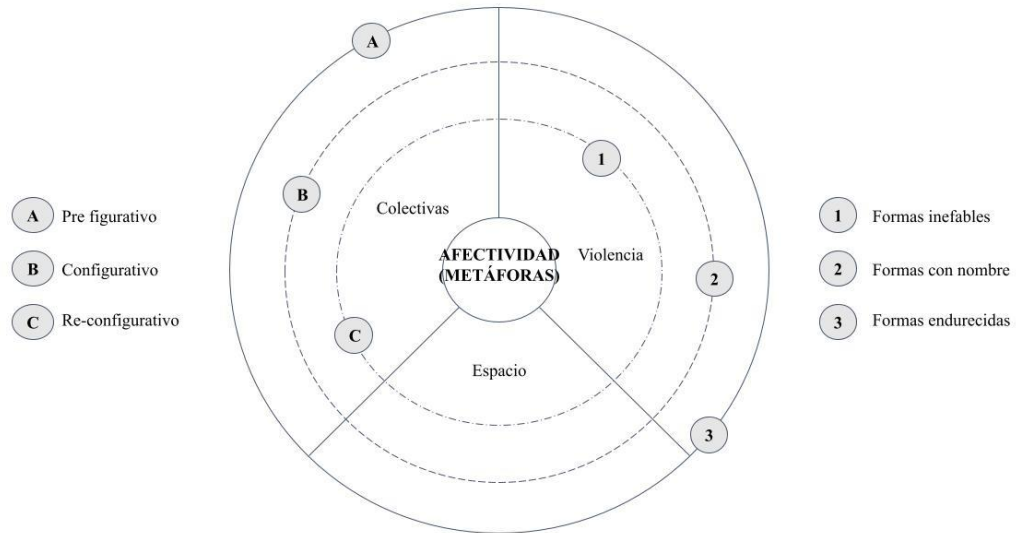 A
1
B
Colectivas
A Pre figurativo
1 Formas inefables
AFECTIVIDAD
(METÁFORAS)
Violencia
B Configurativo
2
2 Formas con nombre
C Re-configurativo
C
3 Formas endurecidas
Espacio
3